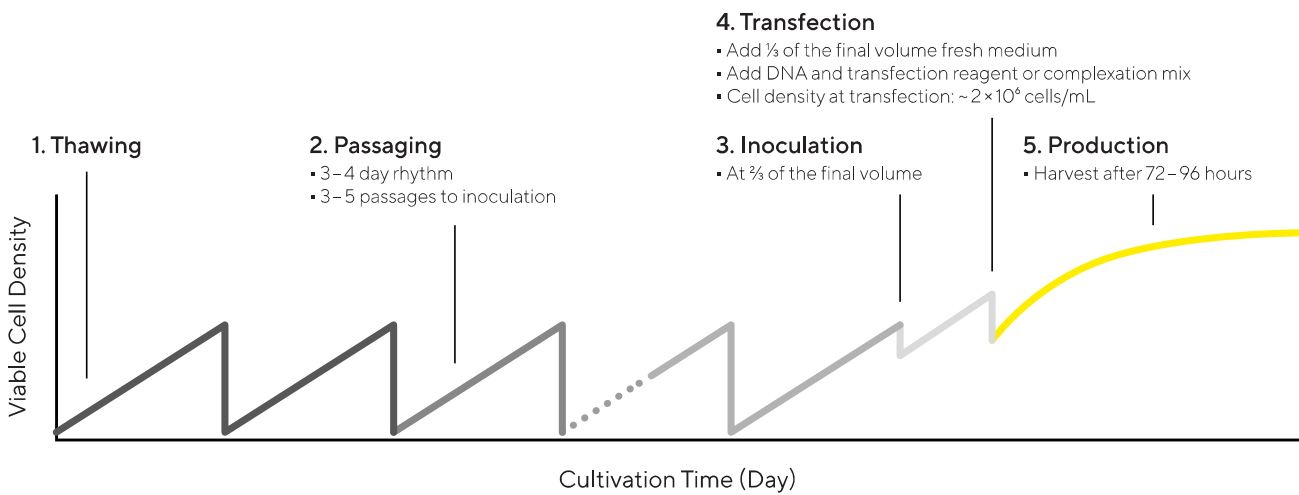 4. Transfection
▪ Add ⅓ of the final volume fresh medium
▪ Add DNA and transfection reagent or complexation mix
▪ Cell density at transfection: ~ 2 × 10⁶ cells/mL
1. Thawing
2. Passaging
▪ 3–4 day rhythm
▪ 3–5 passages to inoculation
3. Inoculation
▪ At ⅔ of the final volume
5. Production
▪ Harvest after 72–96 hours
Viable Cell Density
Cultivation Time (Day)